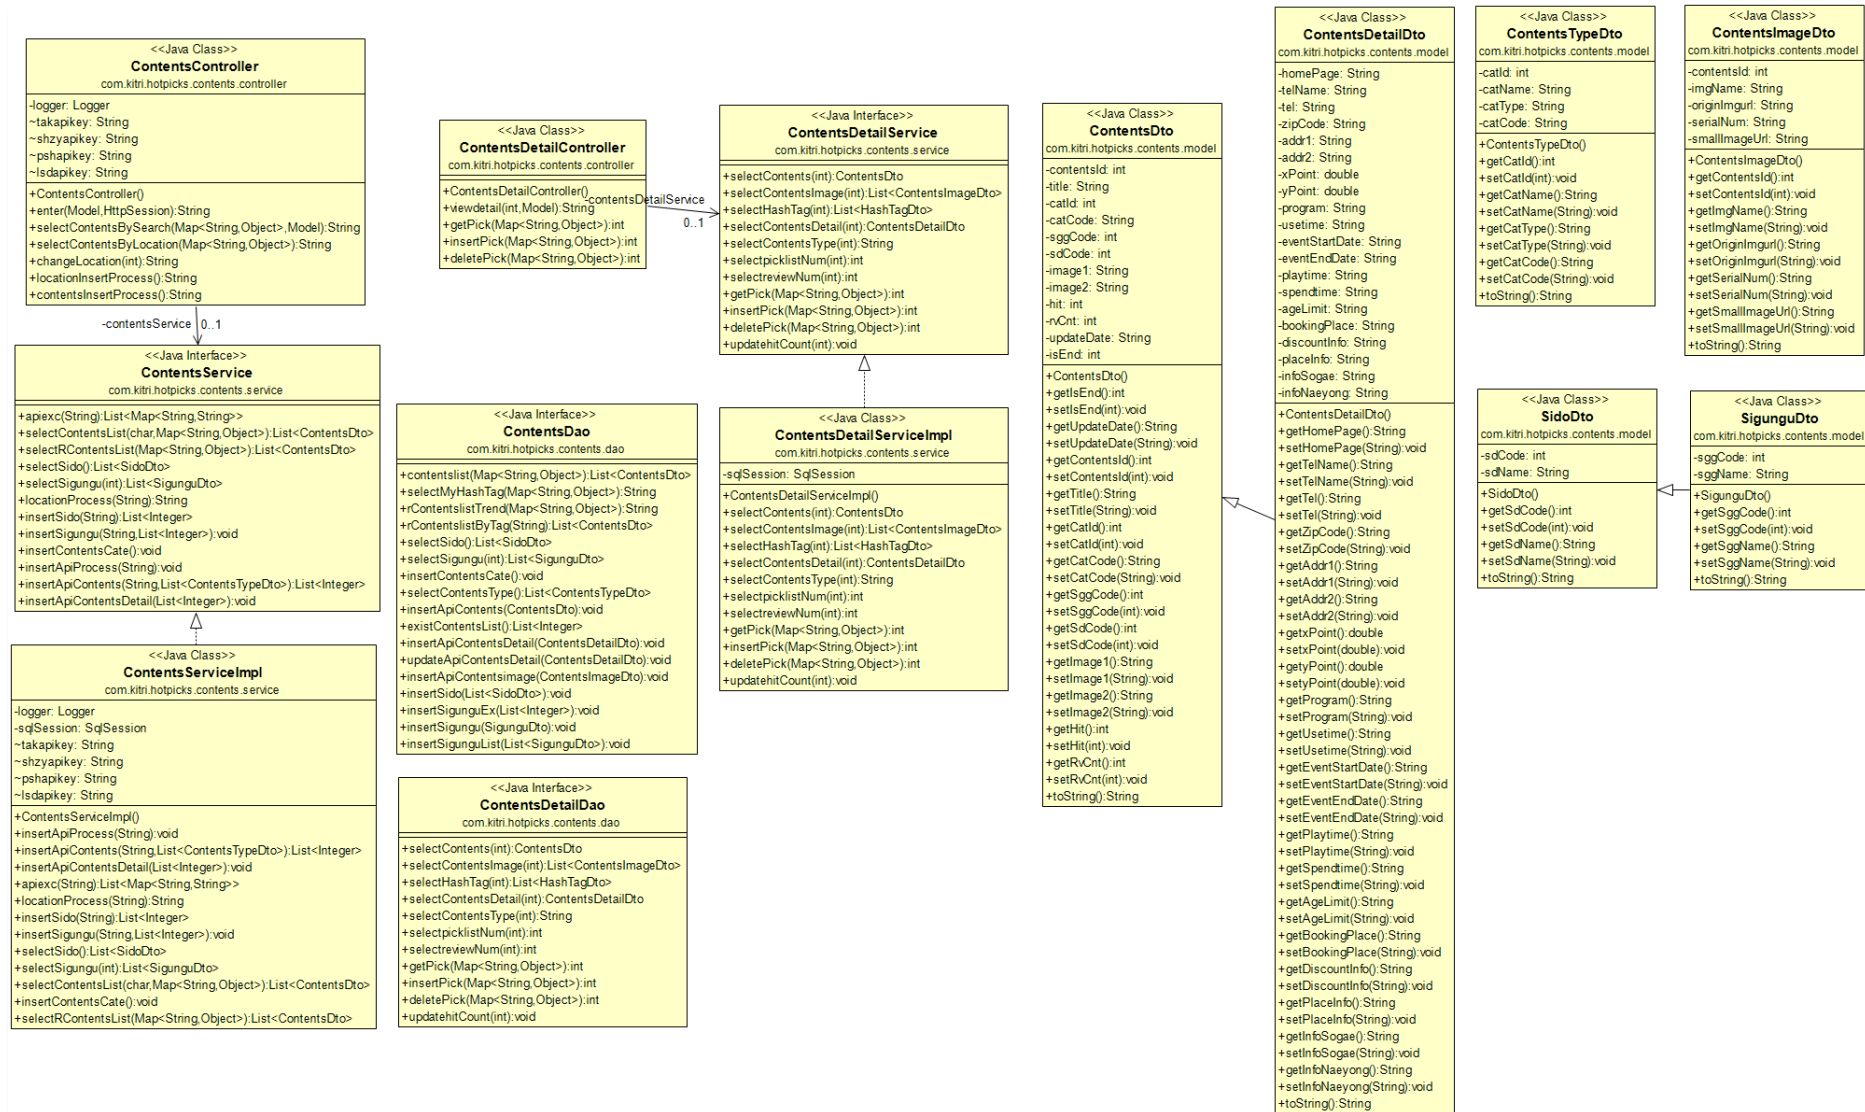 <<Java Class>>
ContentsController
com.kitri.hotpicks.contents.controller
-logger: Logger
~takapikey: String
~shzyapikey: String
~pshapikey: String
~lsdapikey: String
+ContentsController()
+enter(Model,HttpSession):String
+selectContentsBySearch(Map<String,Object>,Model):String
+selectContentsByLocation(Map<String,Object>):String
+changeLocation(int):String
+locationInsertProcess():String
+contentsInsertProcess():String
-contentsService
0..1
<<Java Interface>>
ContentsService
com.kitri.hotpicks.contents.service
+apiexc(String):List<Map<String,String>>
+selectContentsList(char,Map<String,Object>):List<ContentsDto>
+selectRContentsList(Map<String,Object>):List<ContentsDto>
+selectSido():List<SidoDto>
+selectSigungu(int):List<SigunguDto>
+locationProcess(String):String
+insertSido(String):List<Integer>
+insertSigungu(String,List<Integer>):void
+insertContentsCate():void
+insertApiProcess(String):void
+insertApiContents(String,List<ContentsTypeDto>):List<Integer>
+insertApiContentsDetail(List<Integer>):void
<<Java Class>>
ContentsServiceImpl
com.kitri.hotpicks.contents.service
-logger: Logger
-sqlSession: SqlSession
~takapikey: String
~shzyapikey: String
~pshapikey: String
~lsdapikey: String
+ContentsServiceImpl()
+insertApiProcess(String):void
+insertApiContents(String,List<ContentsTypeDto>):List<Integer>
+insertApiContentsDetail(List<Integer>):void
+apiexc(String):List<Map<String,String>>
+locationProcess(String):String
+insertSido(String):List<Integer>
+insertSigungu(String,List<Integer>):void
+selectSido():List<SidoDto>
+selectSigungu(int):List<SigunguDto>
+selectContentsList(char,Map<String,Object>):List<ContentsDto>
+insertContentsCate():void
+selectRContentsList(Map<String,Object>):List<ContentsDto>
<<Java Class>>
ContentsDetailController
com.kitri.hotpicks.contents.controller
+ContentsDetailController()
+viewdetail(int,Model):String
+getPick(Map<String,Object>):int
+insertPick(Map<String,Object>):int
+deletePick(Map<String,Object>):int
-contentsDetailService
0..1
<<Java Interface>>
ContentsDao
com.kitri.hotpicks.contents.dao
+contentslist(Map<String,Object>):List<ContentsDto>
+selectMyHashTag(Map<String,Object>):String
+rContentslistTrend(Map<String,Object>):String
+rContentslistByTag(String):List<ContentsDto>
+selectSido():List<SidoDto>
+selectSigungu(int):List<SigunguDto>
+insertContentsCate():void
+selectContentsType():List<ContentsTypeDto>
+insertApiContents(ContentsDto):void
+existContentsList():List<Integer>
+insertApiContentsDetail(ContentsDetailDto):void
+updateApiContentsDetail(ContentsDetailDto):void
+insertApiContentsimage(ContentsImageDto):void
+insertSido(List<SidoDto>):void
+insertSigunguEx(List<Integer>):void
+insertSigungu(SigunguDto):void
+insertSigunguList(List<SigunguDto>):void
<<Java Interface>>
ContentsDetailDao
com.kitri.hotpicks.contents.dao
+selectContents(int):ContentsDto
+selectContentsImage(int):List<ContentsImageDto>
+selectHashTag(int):List<HashTagDto>
+selectContentsDetail(int):ContentsDetailDto
+selectContentsType(int):String
+selectpicklistNum(int):int
+selectreviewNum(int):int
+getPick(Map<String,Object>):int
+insertPick(Map<String,Object>):int
+deletePick(Map<String,Object>):int
+updatehitCount(int):void
<<Java Interface>>
ContentsDetailService
com.kitri.hotpicks.contents.service
+selectContents(int):ContentsDto
+selectContentsImage(int):List<ContentsImageDto>
+selectHashTag(int):List<HashTagDto>
+selectContentsDetail(int):ContentsDetailDto
+selectContentsType(int):String
+selectpicklistNum(int):int
+selectreviewNum(int):int
+getPick(Map<String,Object>):int
+insertPick(Map<String,Object>):int
+deletePick(Map<String,Object>):int
+updatehitCount(int):void
<<Java Class>>
ContentsDetailServiceImpl
com.kitri.hotpicks.contents.service
-sqlSession: SqlSession
+ContentsDetailServiceImpl()
+selectContents(int):ContentsDto
+selectContentsImage(int):List<ContentsImageDto>
+selectHashTag(int):List<HashTagDto>
+selectContentsDetail(int):ContentsDetailDto
+selectContentsType(int):String
+selectpicklistNum(int):int
+selectreviewNum(int):int
+getPick(Map<String,Object>):int
+insertPick(Map<String,Object>):int
+deletePick(Map<String,Object>):int
+updatehitCount(int):void
<<Java Class>>
ContentsDto
com.kitri.hotpicks.contents.model
-contentsId: int
-title: String
-catId: int
-catCode: String
-sggCode: int
-sdCode: int
-image1: String
-image2: String
-hit: int
-rvCnt: int
-updateDate: String
-isEnd: int
+ContentsDto()
+getIsEnd():int
+setIsEnd(int):void
+getUpdateDate():String
+setUpdateDate(String):void
+getContentsId():int
+setContentsId(int):void
+getTitle():String
+setTitle(String):void
+getCatId():int
+setCatId(int):void
+getCatCode():String
+setCatCode(String):void
+getSggCode():int
+setSggCode(int):void
+getSdCode():int
+setSdCode(int):void
+getImage1():String
+setImage1(String):void
+getImage2():String
+setImage2(String):void
+getHit():int
+setHit(int):void
+getRvCnt():int
+setRvCnt(int):void
+toString():String
<<Java Class>>
ContentsDetailDto
com.kitri.hotpicks.contents.model
-homePage: String
-telName: String
-tel: String
-zipCode: String
-addr1: String
-addr2: String
-xPoint: double
-yPoint: double
-program: String
-usetime: String
-eventStartDate: String
-eventEndDate: String
-playtime: String
-spendtime: String
-ageLimit: String
-bookingPlace: String
-discountInfo: String
-placeInfo: String
-infoSogae: String
-infoNaeyong: String
+ContentsDetailDto()
+getHomePage():String
+setHomePage(String):void
+getTelName():String
+setTelName(String):void
+getTel():String
+setTel(String):void
+getZipCode():String
+setZipCode(String):void
+getAddr1():String
+setAddr1(String):void
+getAddr2():String
+setAddr2(String):void
+getxPoint():double
+setxPoint(double):void
+getyPoint():double
+setyPoint(double):void
+getProgram():String
+setProgram(String):void
+getUsetime():String
+setUsetime(String):void
+getEventStartDate():String
+setEventStartDate(String):void
+getEventEndDate():String
+setEventEndDate(String):void
+getPlaytime():String
+setPlaytime(String):void
+getSpendtime():String
+setSpendtime(String):void
+getAgeLimit():String
+setAgeLimit(String):void
+getBookingPlace():String
+setBookingPlace(String):void
+getDiscountInfo():String
+setDiscountInfo(String):void
+getPlaceInfo():String
+setPlaceInfo(String):void
+getInfoSogae():String
+setInfoSogae(String):void
+getInfoNaeyong():String
+setInfoNaeyong(String):void
+toString():String
<<Java Class>>
ContentsTypeDto
com.kitri.hotpicks.contents.model
-catId: int
-catName: String
-catType: String
-catCode: String
+ContentsTypeDto()
+getCatId():int
+setCatId(int):void
+getCatName():String
+setCatName(String):void
+getCatType():String
+setCatType(String):void
+getCatCode():String
+setCatCode(String):void
+toString():String
<<Java Class>>
ContentsImageDto
com.kitri.hotpicks.contents.model
-contentsId: int
-imgName: String
-originImgurl: String
-serialNum: String
-smallImageUrl: String
+ContentsImageDto()
+getContentsId():int
+setContentsId(int):void
+getImgName():String
+setImgName(String):void
+getOriginImgurl():String
+setOriginImgurl(String):void
+getSerialNum():String
+setSerialNum(String):void
+getSmallImageUrl():String
+setSmallImageUrl(String):void
+toString():String
<<Java Class>>
SidoDto
com.kitri.hotpicks.contents.model
-sdCode: int
-sdName: String
+SidoDto()
+getSdCode():int
+setSdCode(int):void
+getSdName():String
+setSdName(String):void
+toString():String
<<Java Class>>
SigunguDto
com.kitri.hotpicks.contents.model
-sggCode: int
-sggName: String
+SigunguDto()
+getSggCode():int
+setSggCode(int):void
+getSggName():String
+setSggName(String):void
+toString():String